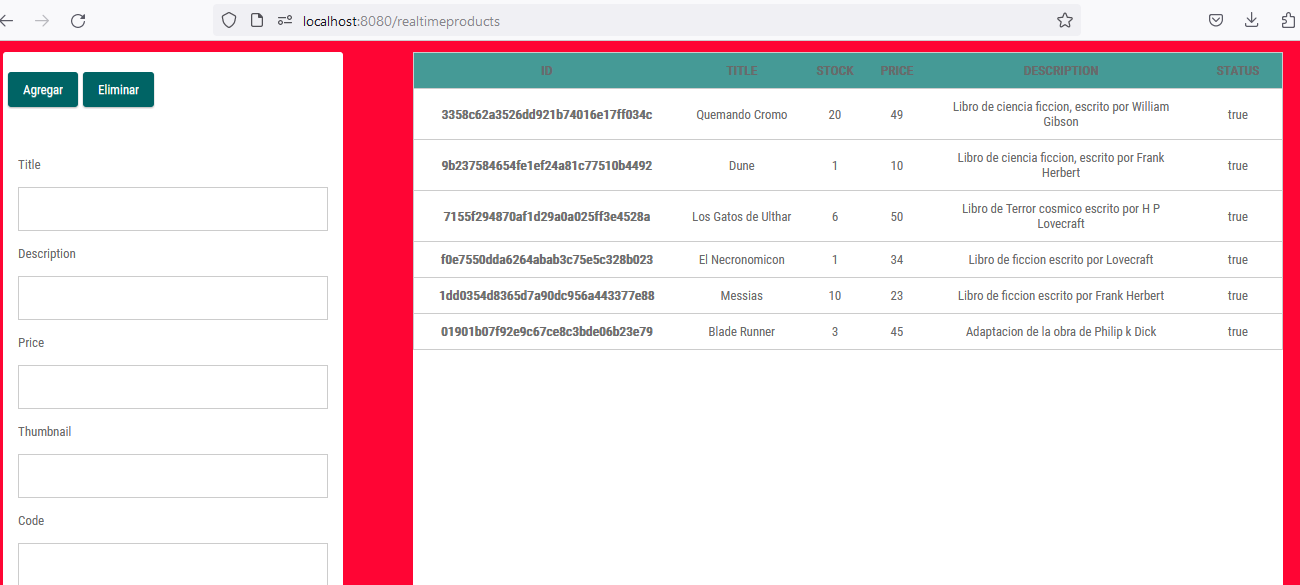 localhost:8080/realtimeproducts
Agregar Eliminar
Title
Description
Price
Thumbnail
Code
ID TITLE STOCK PRICE DESCRIPTION STATUS
3358c62a3526dd921b74016e17ff034c Quemando Cromo 20 49 Libro de ciencia ficcion, escrito por William
Gibson true
9b237584654fe1ef24a81c77510b4492 Dune 1 10 Libro de ciencia ficcion, escrito por Frank
Herbert true
7155f294870af1d29a0a025ff3e4528a Los Gatos de Ulthar 6 50 Libro de Terror cosmico escrito por H P
Lovecraft true
f0e7550dda6264abab3c75e5c328b023 El Necronomicon 1 34 Libro de ficcion escrito por Lovecraft true
1dd0354d8365d7a90dc956a443377e88 Messias 10 23 Libro de ficcion escrito por Frank Herbert true
01901b07f92e9c67ce8c3bde06b23e79 Blade Runner 3 45 Adaptacion de la obra de Philip k Dick true